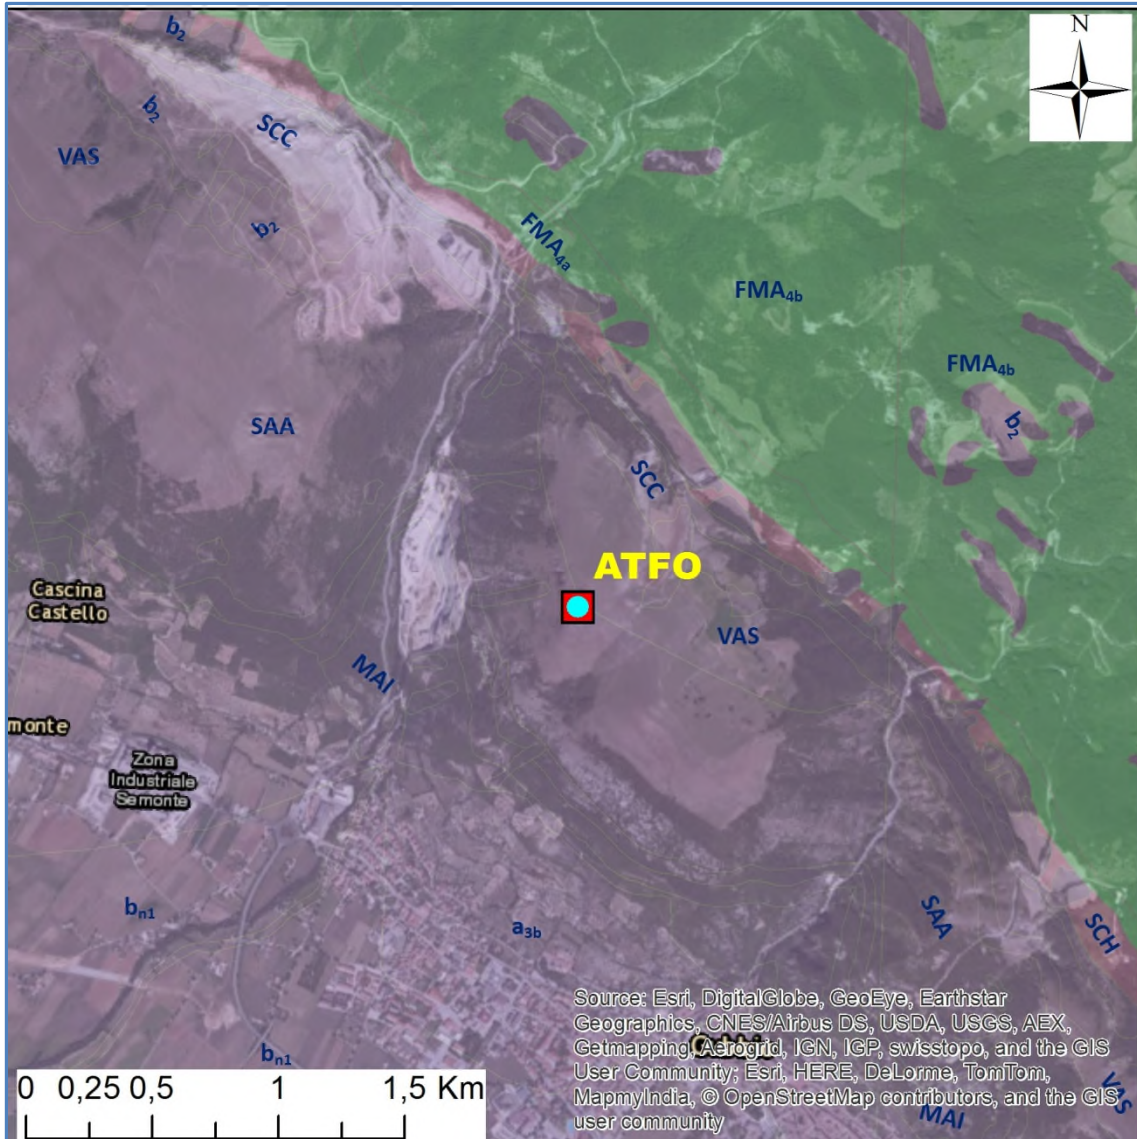 b₂
N
SCC
b₂
VAS
b₂
FMA₄ₐ
FMA₄b
FMA₄b
SAA
b₂
SCC
ATFO
Cascina
Castello
VAS
MAI
monte
Zona
Industriale
Semonte
bₙ₁
a₃b
SAA
SCH
Source: Esri, DigitalGlobe, GeoEye, Earthstar
Geographics, CNES/Airbus DS, USDA, USGS, AEX,
Getmapping, Aerogrid, IGN, IGP, swisstopo, and the GIS
User Community; Esri, HERE, DeLorme, TomTom,
MapmyIndia, © OpenStreetMap contributors, and the GIS
user community
bₙ₁
VAS
MAI
0 0,25 0,5 1 1,5 Km